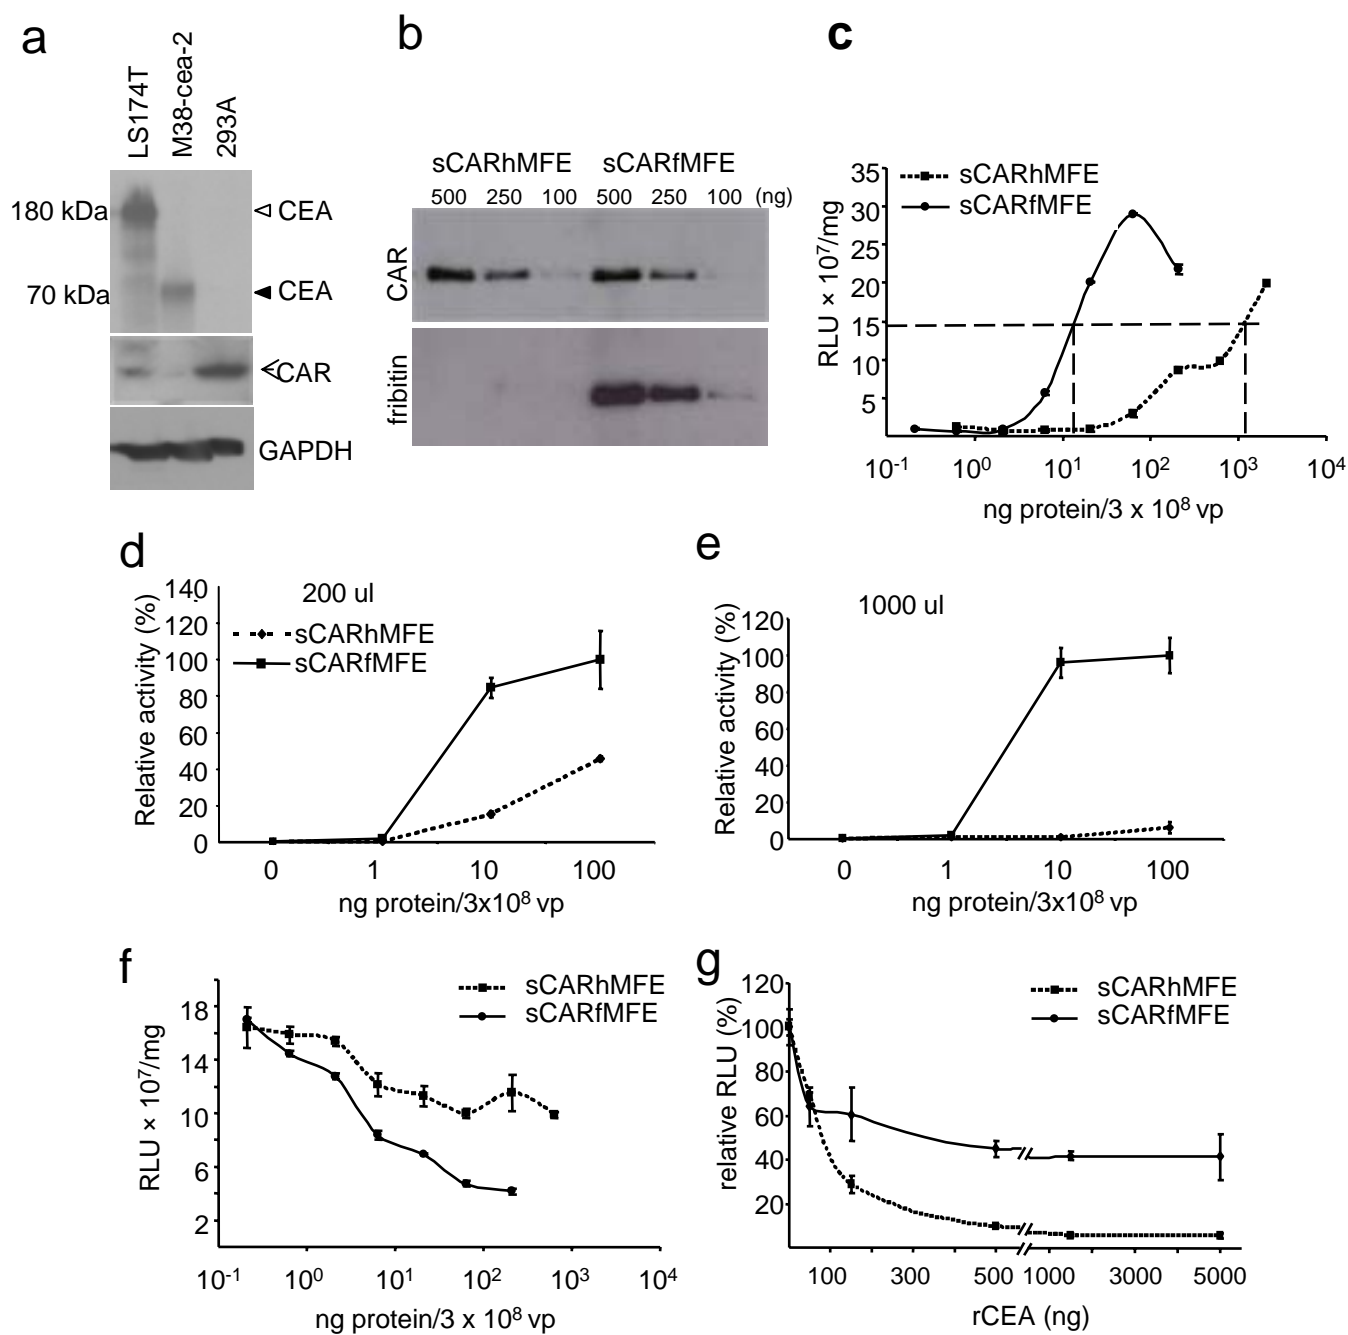 a
LS174T
M38-cea-2
293A
180 kDa
CEA
70 kDa
CEA
CAR
GAPDH
b
sCARhMFE sCARfMFE
500 250 100 500 250 100 (ng)
CAR
fribitin
c
sCARhMFE
sCARfMFE
RLU × 10⁷/mg
35
30
25
20
15
10
5
10⁻¹ 10⁰ 10¹ 10² 10³ 10⁴
ng protein/3 x 10⁸ vp
d
200 ul
sCARhMFE
sCARfMFE
Relative activity (%)
140
120
100
80
60
40
20
0
0 1 10 100
ng protein/3x10⁸ vp
e
1000 ul
Relative activity (%)
120
100
80
60
40
20
0
0 1 10 100
ng protein/3x10⁸ vp
f
sCARhMFE
sCARfMFE
RLU × 10⁷/mg
18
14
10
6
2
10⁻¹ 10⁰ 10¹ 10² 10³ 10⁴
ng protein/3 x 10⁸ vp
g
sCARhMFE
sCARfMFE
relative RLU (%)
120
100
80
60
40
20
100 300 500 1000 3000 5000
rCEA (ng)